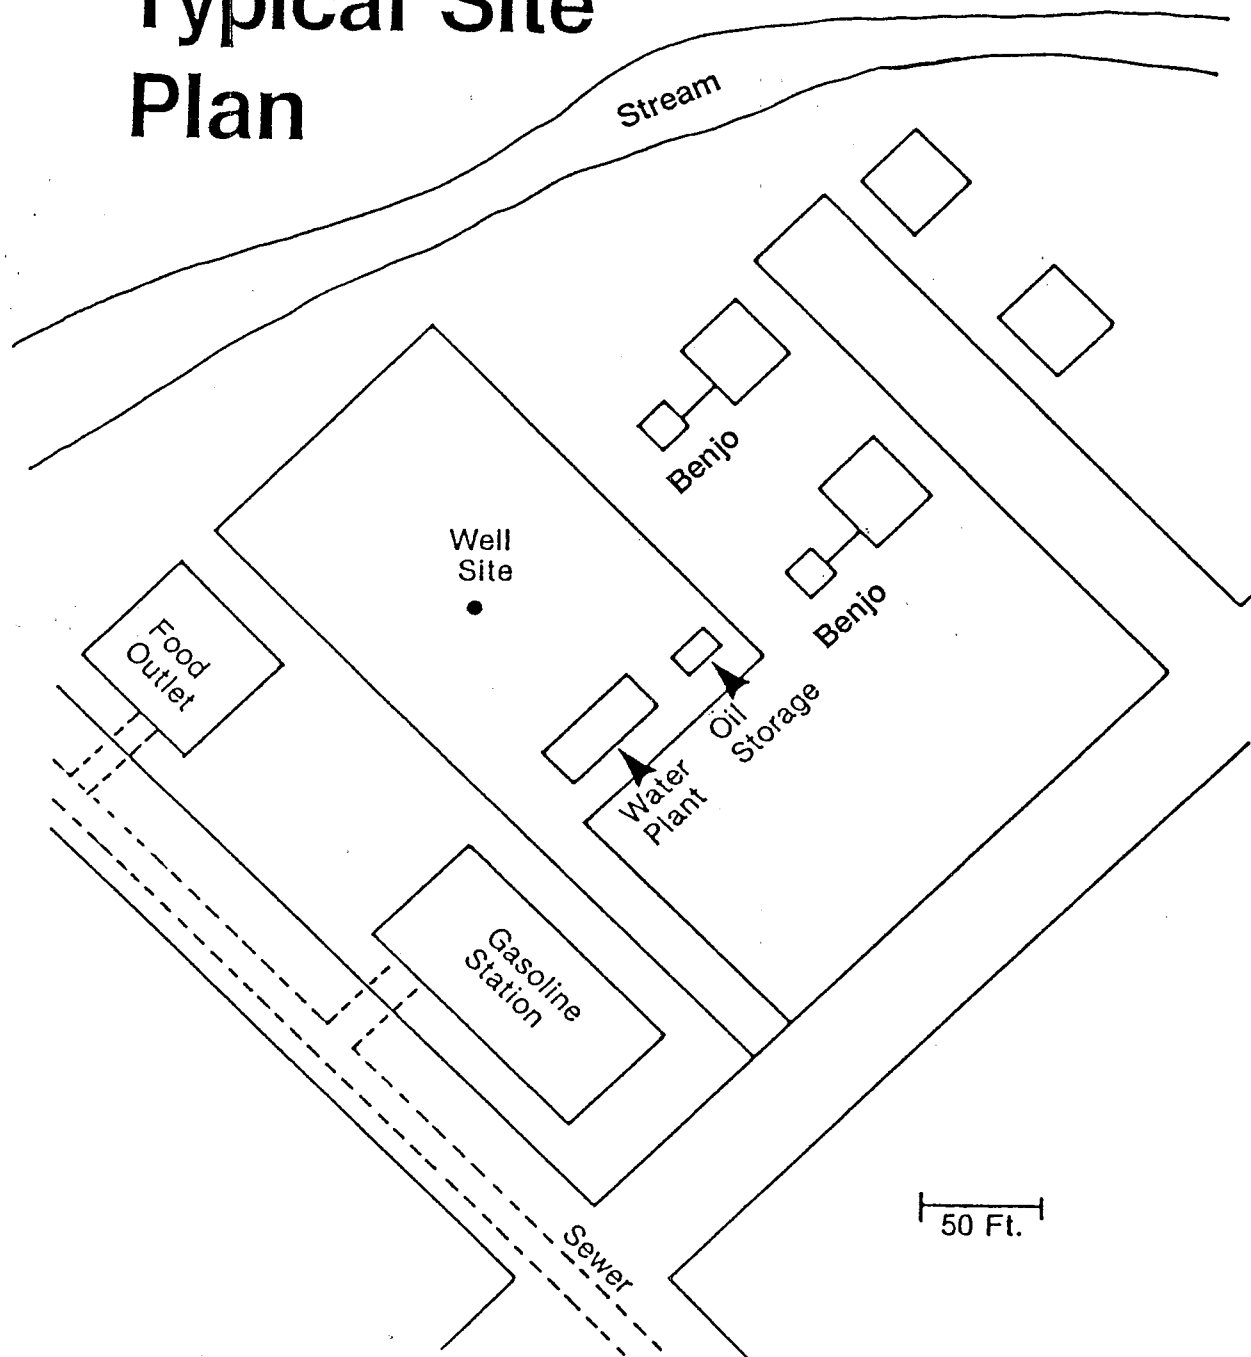 Typical Site
Plan
Stream
Benjo
Well
Site
Benjo
Food
Outlet
Oil
Storage
Water
Plant
Gasoline
Station
50 Ft.
Sewer